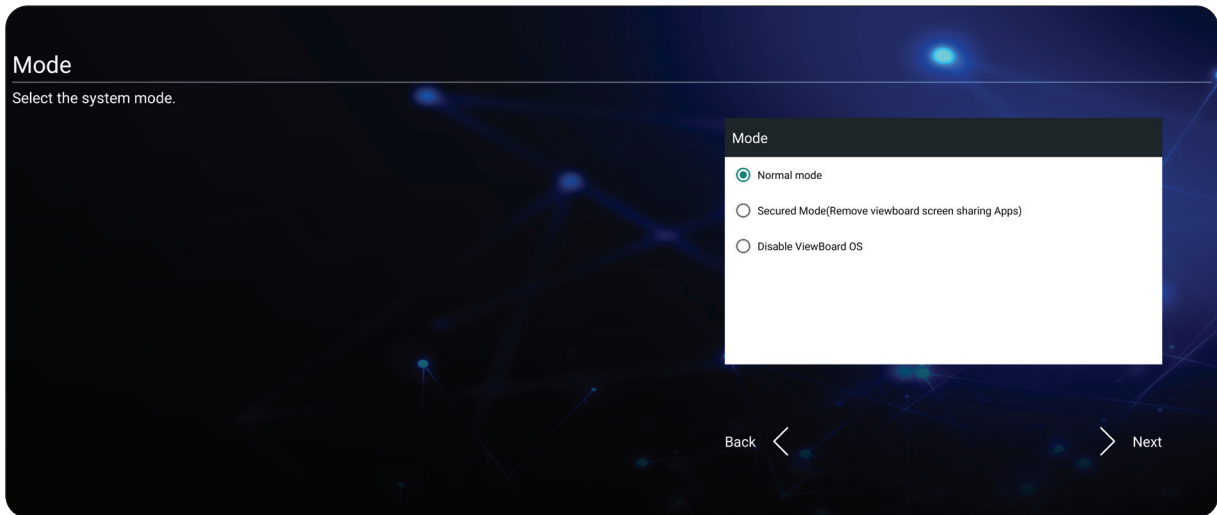 Mode
Select the system mode.
Mode
Normal mode
Secured Mode(Remove viewboard screen sharing Apps)
Disable ViewBoard OS
Back
Next